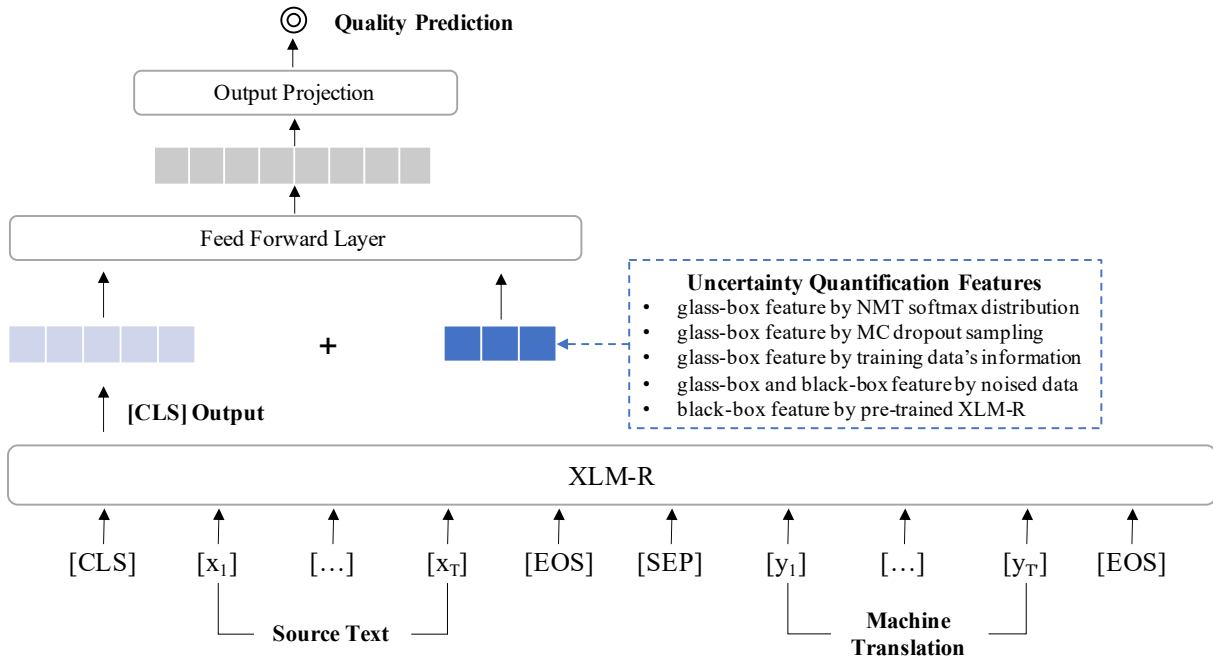 Quality Prediction
Output Projection
Feed Forward Layer
Uncertainty Quantification Features
• glass-box feature by NMT softmax distribution
• glass-box feature by MC dropout sampling
• glass-box feature by training data's information
• glass-box and black-box feature by noised data
• black-box feature by pre-trained XLM-R
+
[CLS] Output
XLM-R
[CLS] [x₁] [...] [x_T] [EOS] [SEP] [y₁] [...] [y_T] [EOS]
Source Text
Machine
Translation